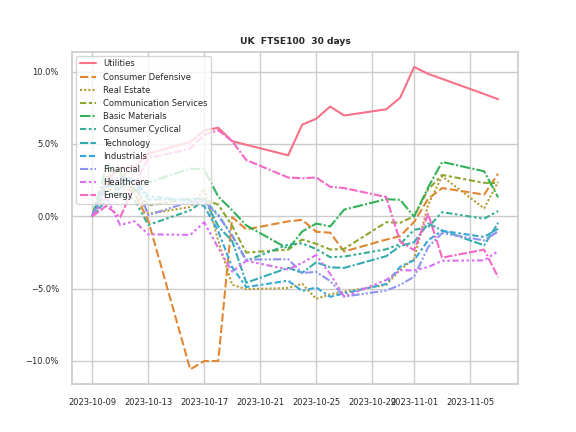 UK  FTSE100  30 days
10.0%
5.0%
0.0%
−5.0%
−10.0%
Utilities
Consumer Defensive
Real Estate
Communication Services
Basic Materials
Consumer Cyclical
Technology
Industrials
Financial
Healthcare
Energy
2023-10-09 2023-10-13 2023-10-17 2023-10-21 2023-10-25 2023-10-29 2023-11-01 2023-11-05